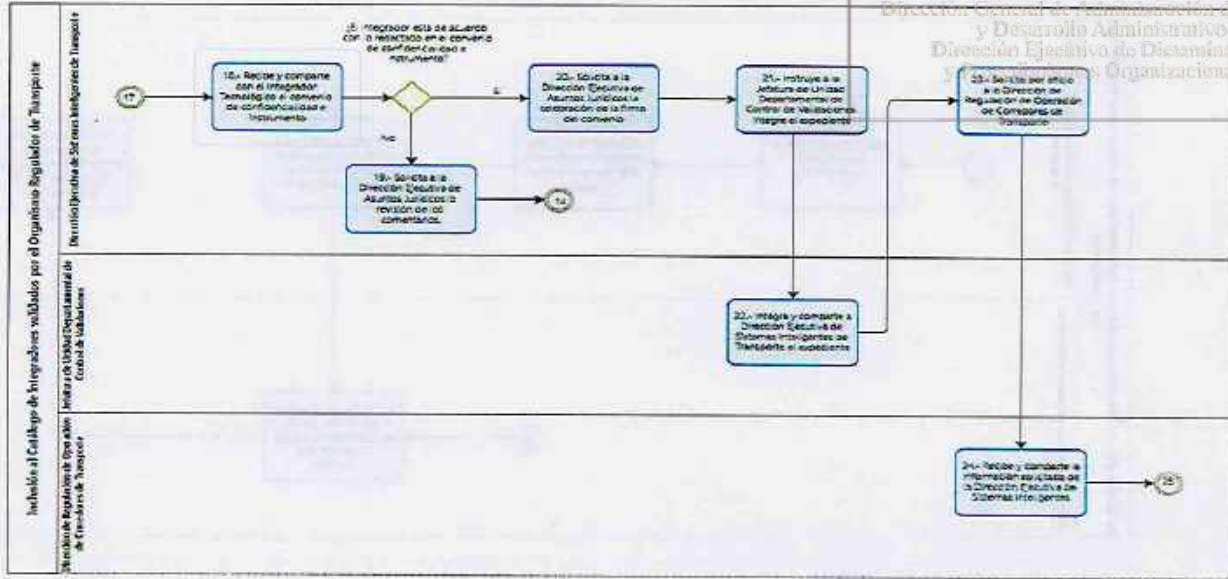 Dirección General de Administración
y Desarrollo Administrativo
Dirección Ejecutiva de Dictamina
y Procedimientos Organizacional
Inclusión al Catálogo de Integradores validados por el Organismo Regulador de Transporte
Dirección Ejecutiva de Sistemas Inteligentes de Transporte
17
18.- Recibe y comparte
con el Integrador
Tecnológico el convenio
de confidencialidad e
Instrumento.
¿El Integrador está de acuerdo
con lo redactado en el convenio
de confidencialidad e
instrumento?
Si
No
19.- Solicita a la
Dirección Ejecutiva de
Asuntos Jurídicos la
revisión de los
comentarios.
14
20.- Solicita a la
Dirección Ejecutiva de
Asuntos Jurídicos la
celebración de la firma
del convenio
21.- Instruye a la
Jefatura de Unidad
Departamental de
Control de Validaciones
integre el expediente
23.- Solicita por oficio
a la Dirección de
Regulación de Operación
de Corredores de
Transporte
Jefatura de Unidad Departamental de
Control de Validaciones
22.- Integra y comparte a
Dirección Ejecutiva de
Sistemas Inteligentes de
Transporte el expediente
Dirección de Regulación de Operación
de Corredores de Transporte
24.- Recibe y comparte la
información solicitada de
la Dirección Ejecutiva de
Sistemas Inteligentes
25